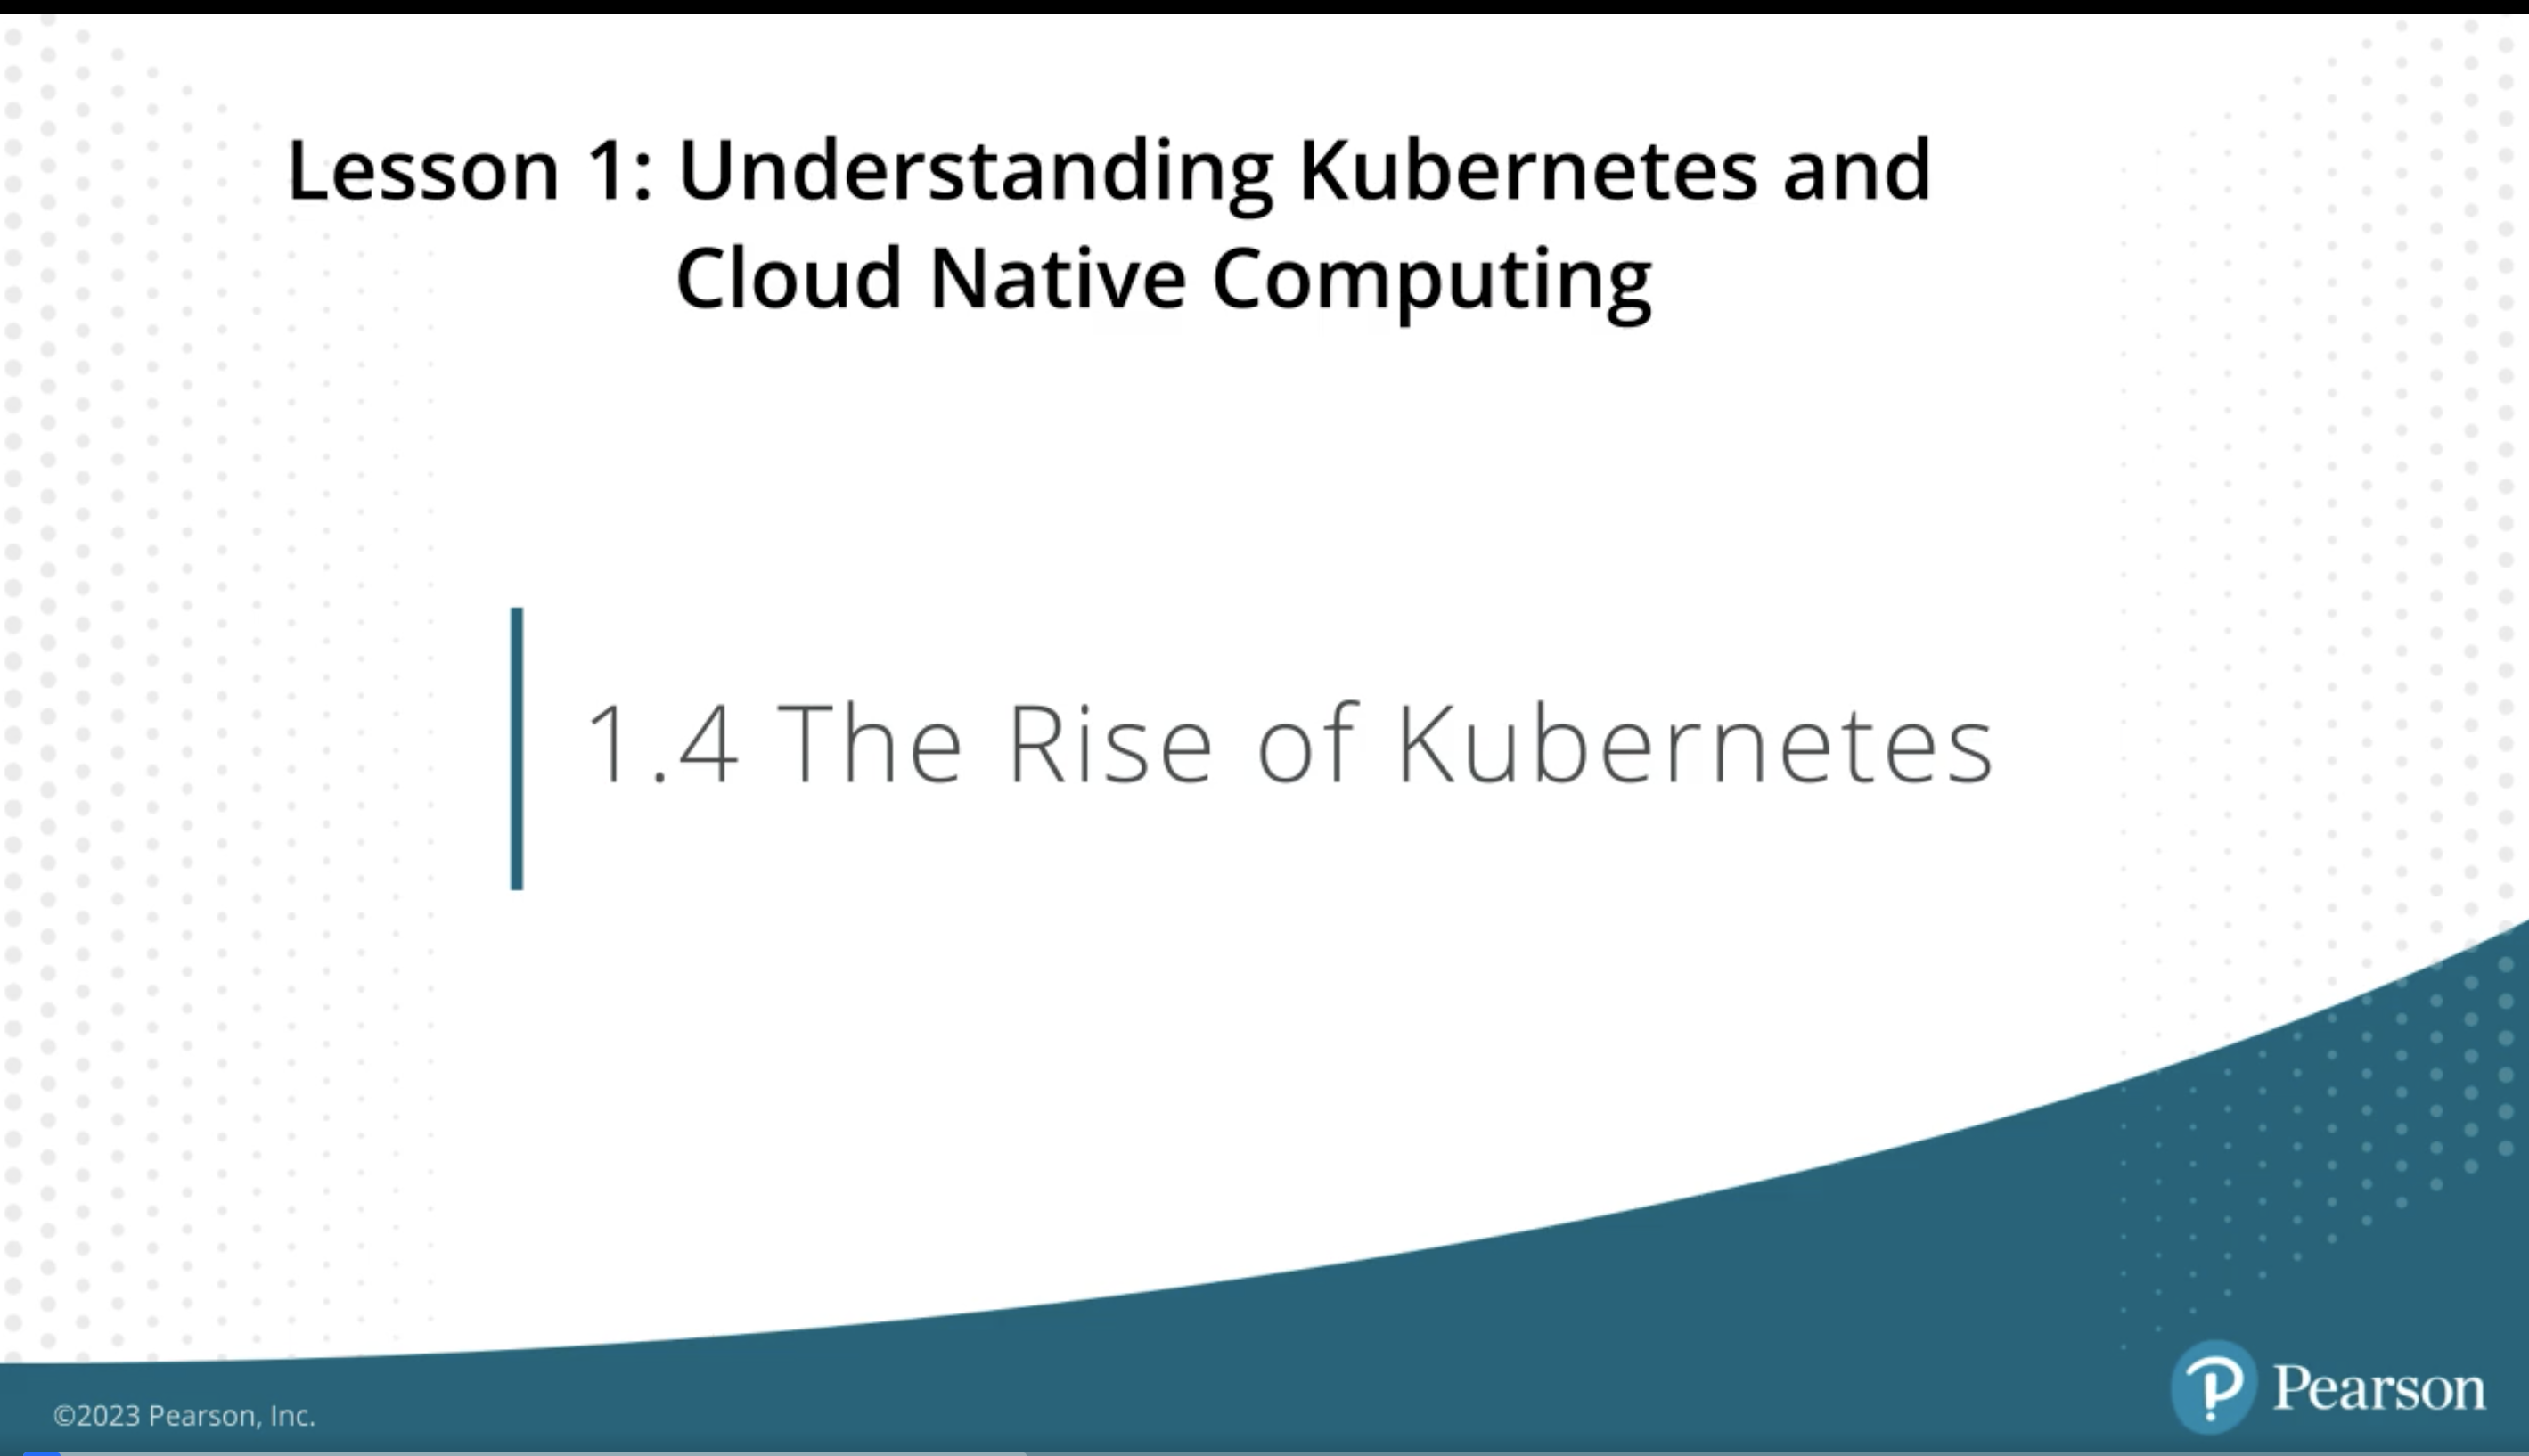 Lesson 1: Understanding Kubernetes and
Cloud Native Computing
1.4 The Rise of Kubernetes
©2023 Pearson, Inc.
Pearson